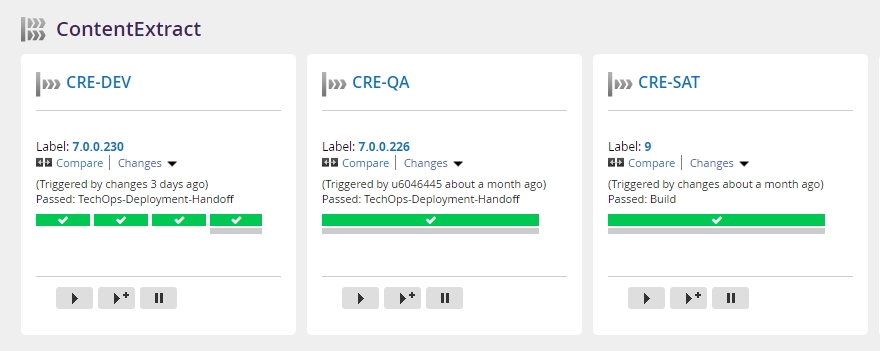 ContentExtract
CRE-DEV
Label: 7.0.0.230
Compare Changes
(Triggered by changes 3 days ago)
Passed: TechOps-Deployment-Handoff
CRE-QA
Label: 7.0.0.226
Compare Changes
(Triggered by u6046445 about a month ago)
Passed: TechOps-Deployment-Handoff
CRE-SAT
Label: 9
Compare Changes
(Triggered by changes about a month ago)
Passed: Build